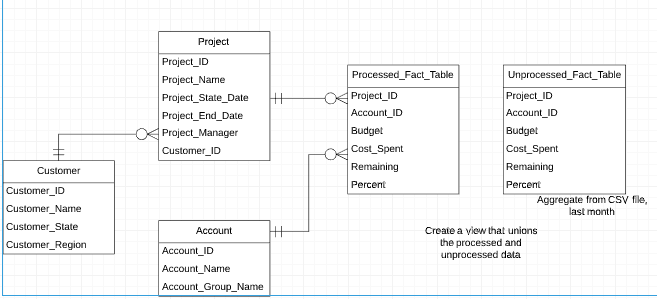 Project
Project_ID
Project_Name
Project_State_Date
Project_End_Date
Project_Manager
Customer_ID
Processed_Fact_Table
Project_ID
Account_ID
Budget
Cost_Spent
Remaining
Percent
Unprocessed_Fact_Table
Project_ID
Account_ID
Budget
Cost_Spent
Remaining
Percent
Aggregate from CSV file,
last month
Customer
Customer_ID
Customer_Name
Customer_State
Customer_Region
Account
Account_ID
Account_Name
Account_Group_Name
Create a view that unions
the processed and
unprocessed data